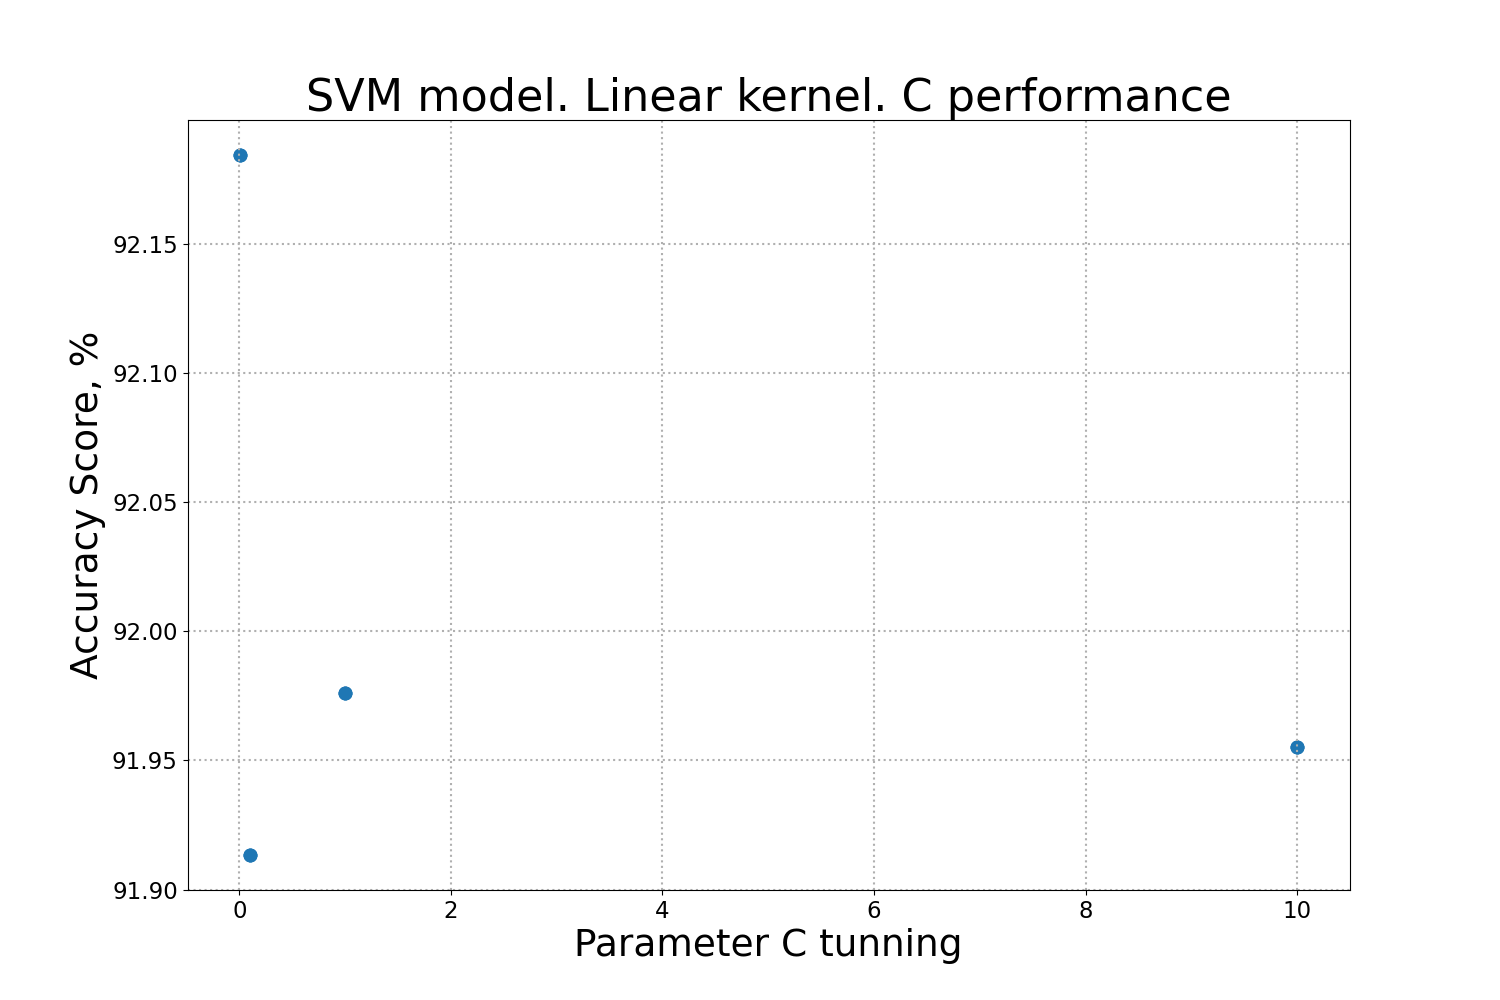 SVM model. Linear kernel. C performance
Accuracy Score, %
92.15
92.10
92.05
92.00
91.95
91.90
0 2 4 6 8 10
Parameter C tunning